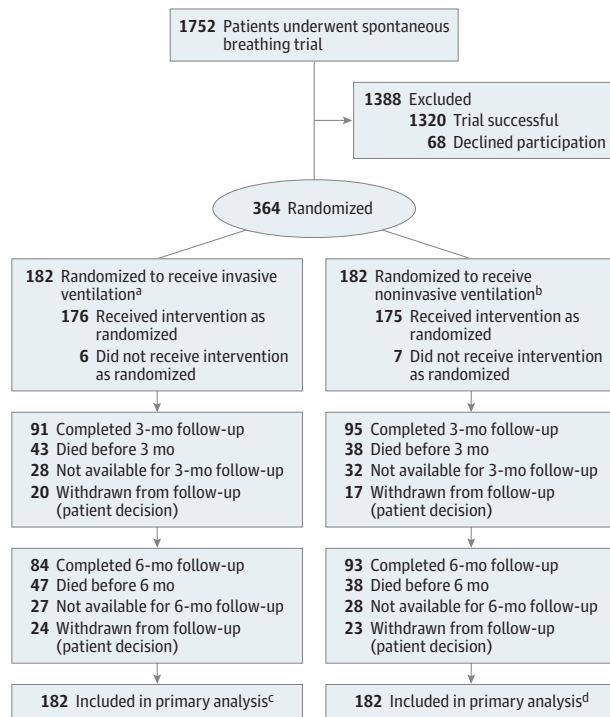 1752 Patients underwent spontaneous
breathing trial
1388 Excluded
1320 Trial successful
68 Declined participation
364 Randomized
182 Randomized to receive invasive
ventilationᵃ
176 Received intervention as
randomized
6 Did not receive intervention
as randomized
182 Randomized to receive
noninvasive ventilationᵇ
175 Received intervention as
randomized
7 Did not receive intervention
as randomized
91 Completed 3-mo follow-up
43 Died before 3 mo
28 Not available for 3-mo follow-up
20 Withdrawn from follow-up
(patient decision)
95 Completed 3-mo follow-up
38 Died before 3 mo
32 Not available for 3-mo follow-up
17 Withdrawn from follow-up
(patient decision)
84 Completed 6-mo follow-up
47 Died before 6 mo
27 Not available for 6-mo follow-up
24 Withdrawn from follow-up
(patient decision)
93 Completed 6-mo follow-up
38 Died before 6 mo
28 Not available for 6-mo follow-up
23 Withdrawn from follow-up
(patient decision)
182 Included in primary analysisᶜ
182 Included in primary analysisᵈ